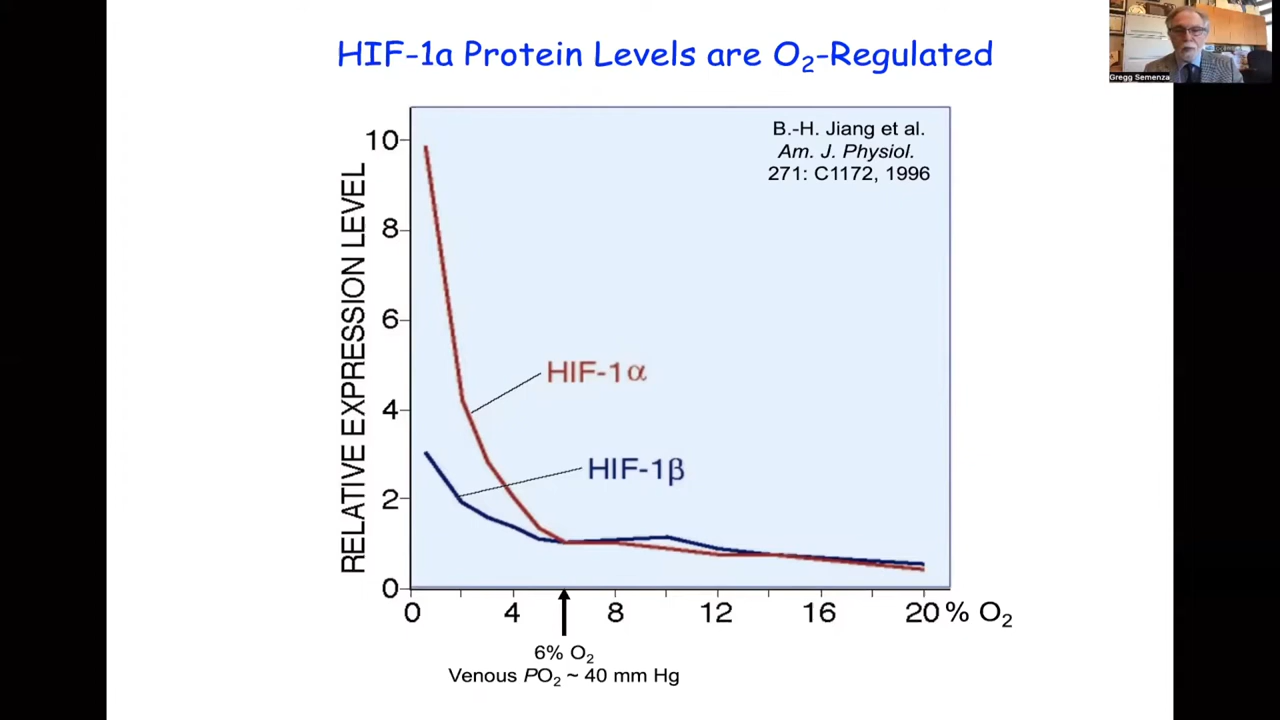 HIF-1a Protein Levels are O₂-Regulated
Gregg Semenza
B.-H. Jiang et al.
Am. J. Physiol.
271: C1172, 1996
RELATIVE EXPRESSION LEVEL
10
8
6
4
2
0
HIF-1α
HIF-1β
0 4 8 12 16 20 % O₂
6% O₂
Venous PO₂ ~ 40 mm Hg